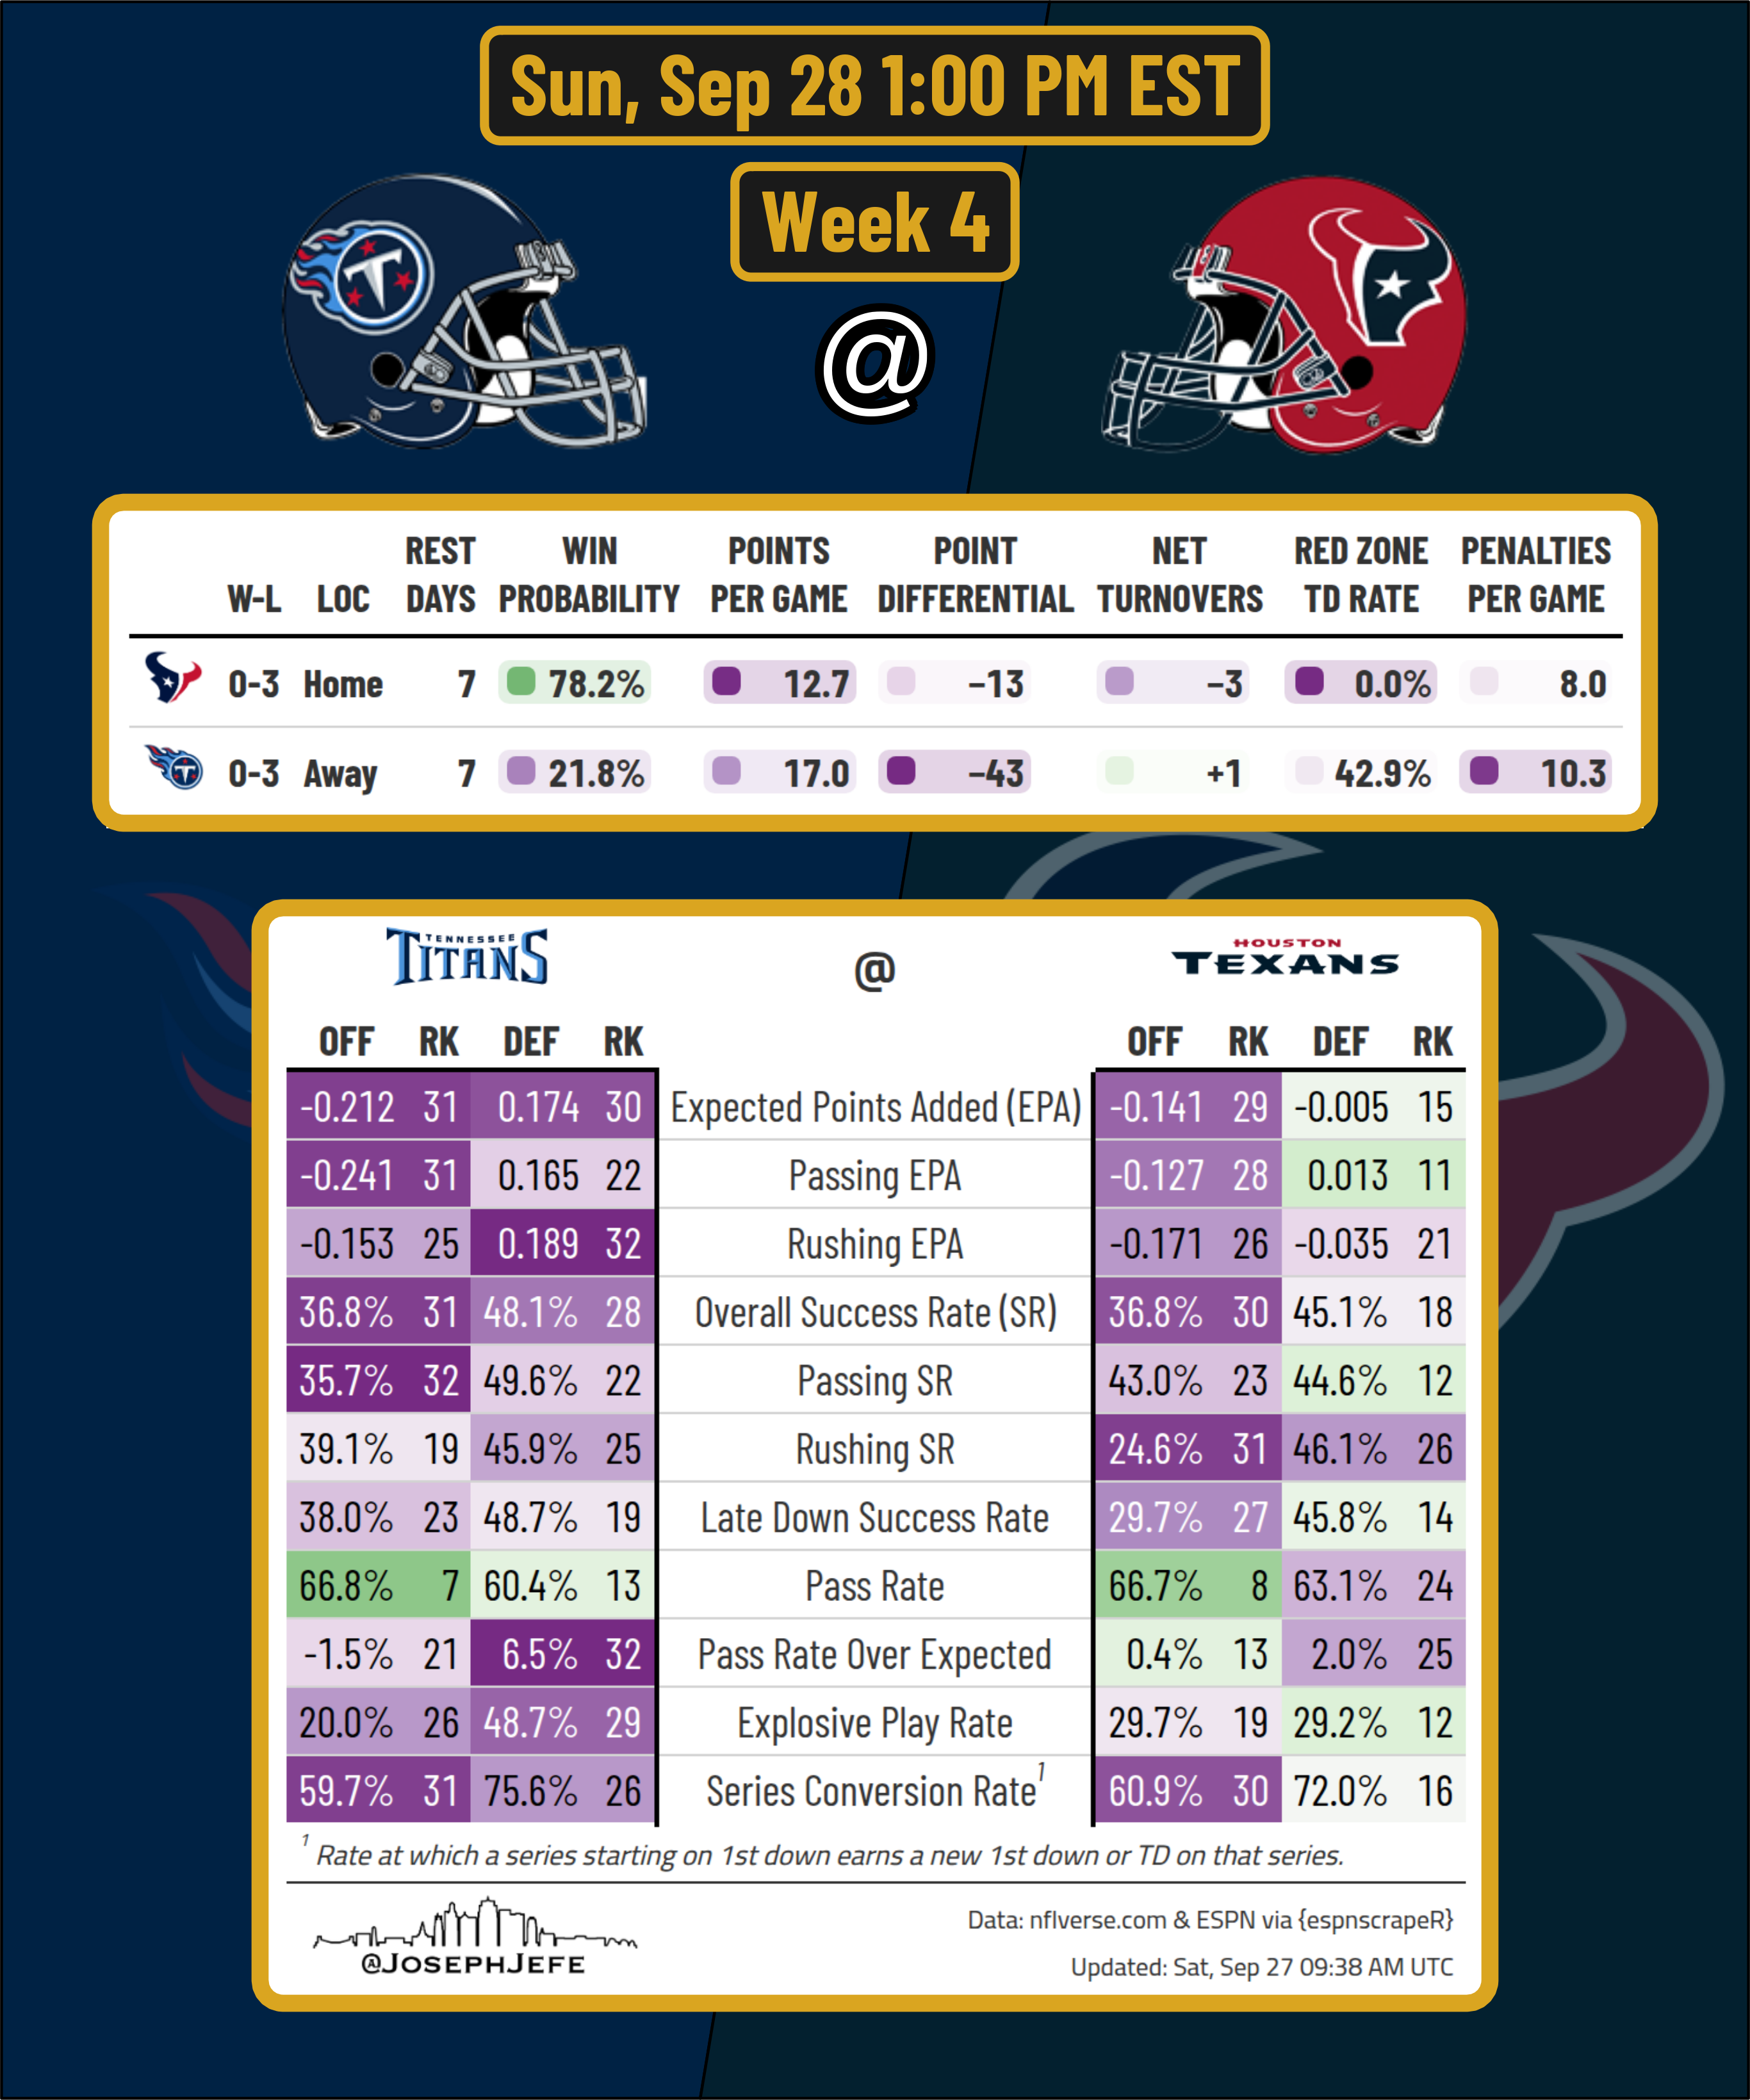 Sun, Sep 28 1:00 PM EST
Week 4
@
W-L LOC REST DAYS WIN PROBABILITY POINTS PER GAME POINT DIFFERENTIAL NET TURNOVERS RED ZONE TD RATE PENALTIES PER GAME
0-3 Home 7 78.2% 12.7 −13 −3 0.0% 8.0
T 0-3 Away 7 21.8% 17.0 −43 +1 42.9% 10.3
TENNESSEE TITANS @ HOUSTON TEXANS
OFF RK DEF RK OFF RK DEF RK
-0.212 31 0.174 30 Expected Points Added (EPA) -0.141 29 -0.005 15
-0.241 31 0.165 22 Passing EPA -0.127 28 0.013 11
-0.153 25 0.189 32 Rushing EPA -0.171 26 -0.035 21
36.8% 31 48.1% 28 Overall Success Rate (SR) 36.8% 30 45.1% 18
35.7% 32 49.6% 22 Passing SR 43.0% 23 44.6% 12
39.1% 19 45.9% 25 Rushing SR 24.6% 31 46.1% 26
38.0% 23 48.7% 19 Late Down Success Rate 29.7% 27 45.8% 14
66.8% 7 60.4% 13 Pass Rate 66.7% 8 63.1% 24
-1.5% 21 6.5% 32 Pass Rate Over Expected 0.4% 13 2.0% 25
20.0% 26 48.7% 29 Explosive Play Rate 29.7% 19 29.2% 12
59.7% 31 75.6% 26 Series Conversion Rate1 60.9% 30 72.0% 16
1 Rate at which a series starting on 1st down earns a new 1st down or TD on that series.
@JOSEPHJEFE
Data: nflverse.com & ESPN via {espnscrapeR}
Updated: Sat, Sep 27 09:38 AM UTC